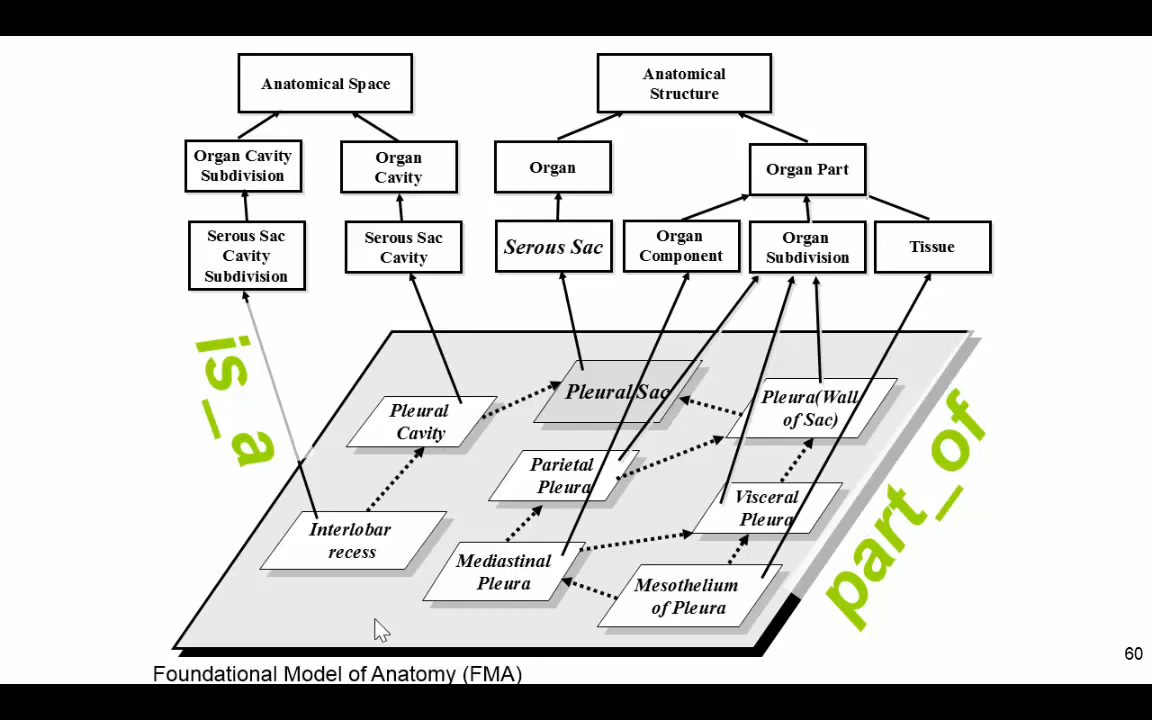 Anatomical Space
Anatomical
Structure
Organ Cavity
Subdivision
Organ
Cavity
Organ
Organ Part
Serous Sac
Cavity
Subdivision
Serous Sac
Cavity
Serous Sac
Organ
Component
Organ
Subdivision
Tissue
is_a
Pleural Sac
Pleura(Wall
of Sac)
Pleural
Cavity
part_of
Parietal
Pleura
Visceral
Pleura
Interlobar
recess
Mediastinal
Pleura
Mesothelium
of Pleura
60
Foundational Model of Anatomy (FMA)